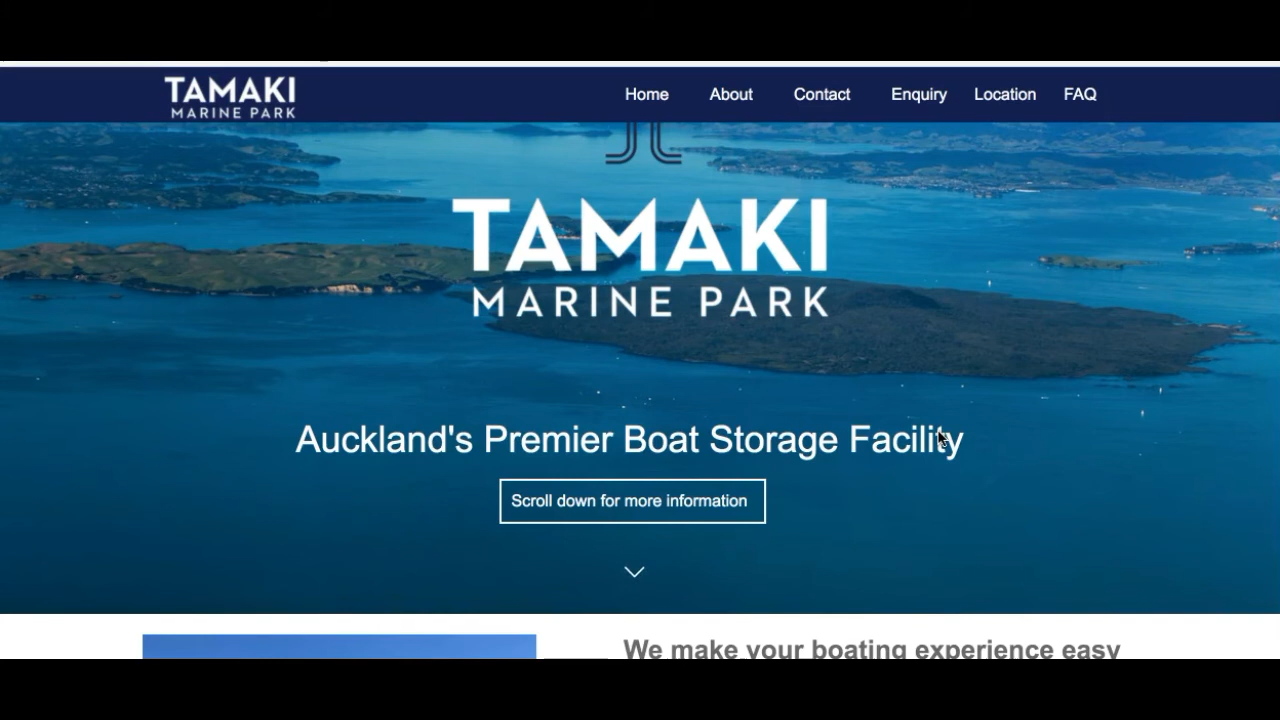 TAMAKI
MARINE PARK
Home About Contact Enquiry Location FAQ
TAMAKI
MARINE PARK
Auckland's Premier Boat Storage Facility
Scroll down for more information
We make your boating experience easy